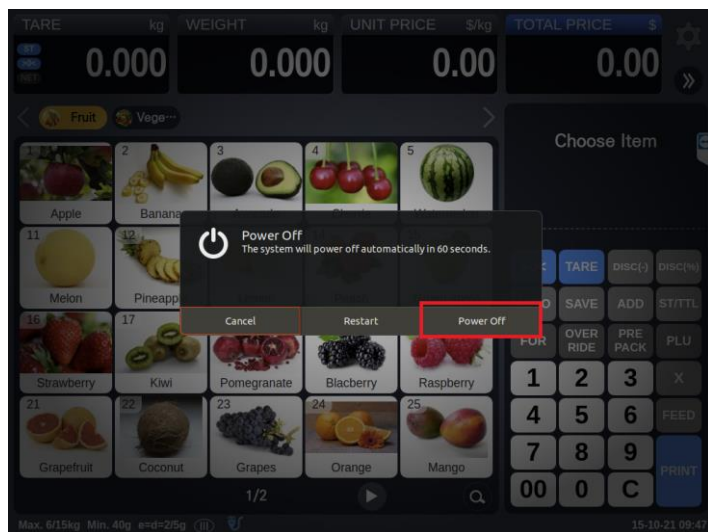 TARE kg WEIGHT kg UNIT PRICE $/kg TOTAL PRICE $
ST
>0<
NET
0.000 0.000 0.00 0.00
Fruit Vege···
Choose Item
1 2 3 4 5
Apple Banana
Power Off
The system will power off automatically in 60 seconds.
Cancel Restart Power Off
11 12
Melon Pineapp
16 17
Strawberry Kiwi Pomegranate Blacberry Raspberry
21 22 23 24 25
Grapefruit Coconut Grapes Orange Mango
1/2
TARE DISC(-) DISC(%)
SAVE ADD ST/TTL
FOR OVER RIDE PRE PACK PLU
1 2 3 X
4 5 6 FEED
7 8 9 PRINT
00 0 C
Max. 6/15kg Min. 40g e=d=2/5g (III) 15-10-21 09:47